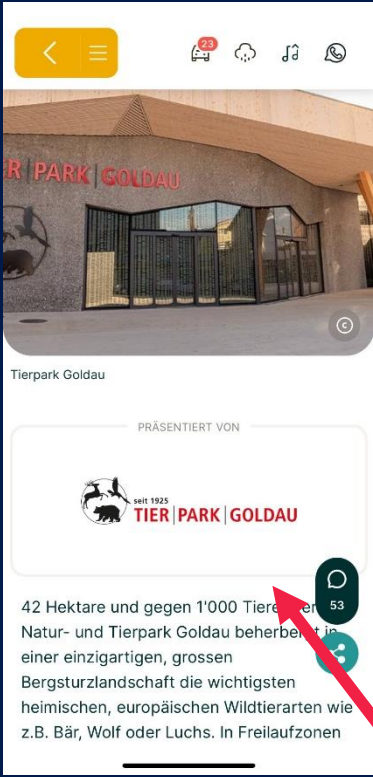 23
TIER PARK GOLDAU
©
Tierpark Goldau
PRÄSENTIERT VON
seit 1925
TIER | PARK | GOLDAU
53
42 Hektare und gegen 1'000 Tiere
Natur- und Tierpark Goldau beherbergt in
einer einzigartigen, grossen
Bergsturzlandschaft die wichtigsten
heimischen, europäischen Wildtierarten wie
z.B. Bär, Wolf oder Luchs. In Freilaufzonen